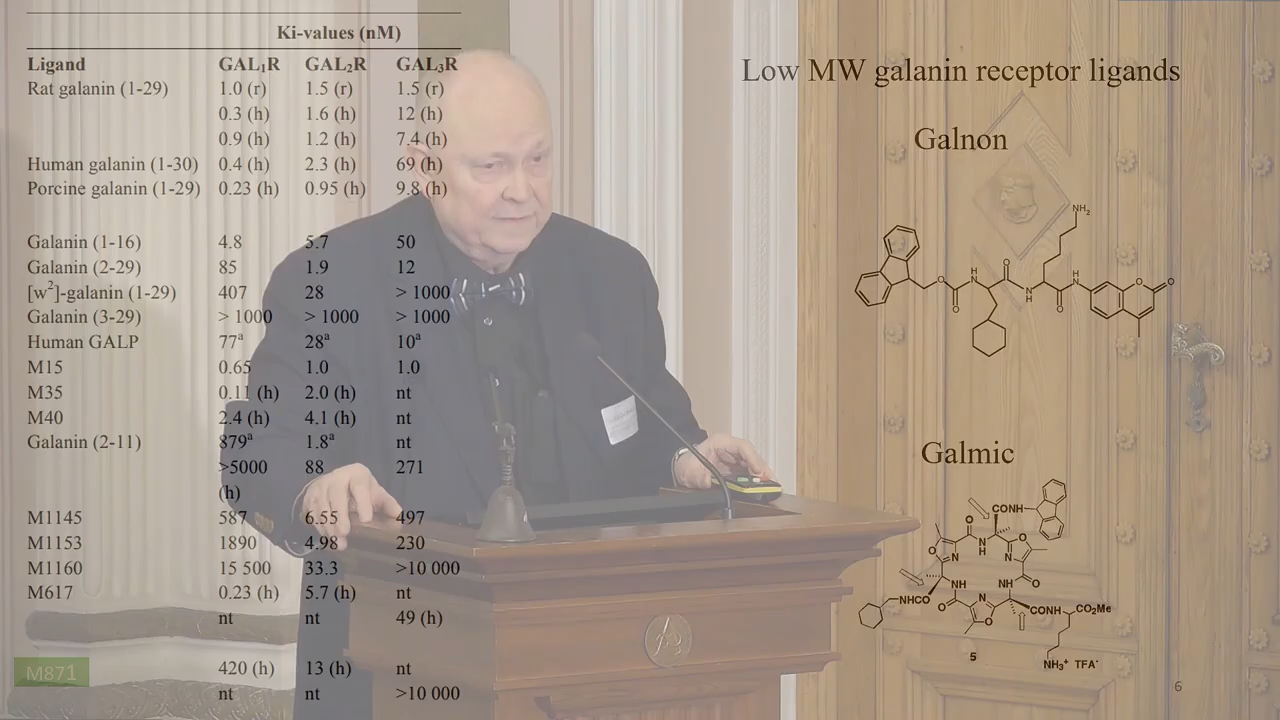 Ki-values (nM)
Ligand GAL1R GAL2R GAL3R
Rat galanin (1-29) 1.0 (r) 1.5 (r) 1.5 (r)
0.3 (h) 1.6 (h) 12 (h)
0.9 (h) 1.2 (h) 7.4 (h)
Human galanin (1-30) 0.4 (h) 2.3 (h) 69 (h)
Porcine galanin (1-29) 0.23 (h) 0.95 (h) 9.8 (h)
Galanin (1-16) 4.8 5.7 50
Galanin (2-29) 85 1.9 12
[w2]-galanin (1-29) 407 28 > 1000
Galanin (3-29) > 1000 > 1000 > 1000
Human GALP 77a 28a 10a
M15 0.65 1.0 1.0
M35 0.11 (h) 2.0 (h) nt
M40 2.4 (h) 4.1 (h) nt
Galanin (2-11) 879a 1.8a nt
>5000 88 271
(h)
M1145 587 6.55 497
M1153 1890 4.98 230
M1160 15 500 33.3 >10 000
M617 0.23 (h) 5.7 (h) nt
nt nt 49 (h)
M871 420 (h) 13 (h) nt
nt nt >10 000
Low MW galanin receptor ligands
Galnon
NH2
H O H O
O N N O O
O H O
Galmic
CONH
O
N O
O N H N
NH NH O
NHCO O N CONH CO2Me
O
5
NH3+ TFA-
6